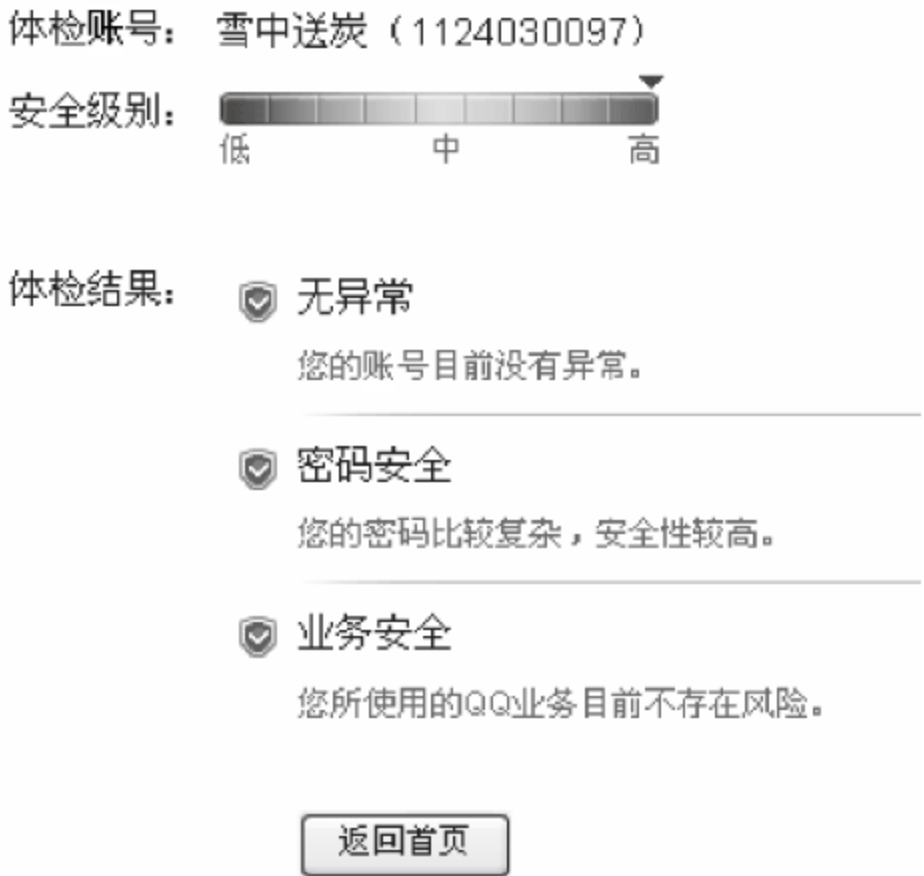 体检账号： 雪中送炭（1124030097）
安全级别：
低 中 高
体检结果： 无异常
您的账号目前没有异常。
密码安全
您的密码比较复杂，安全性较高。
业务安全
您所使用的QQ业务目前不存在风险。
返回首页